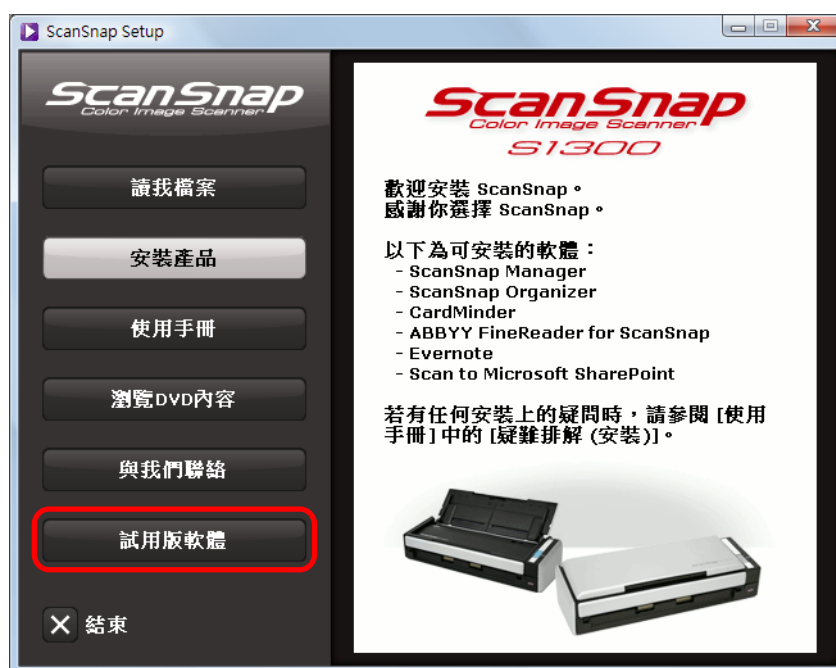 ScanSnap Setup
ScanSnap
Color Image Scanner
讀我檔案
安裝產品
使用手冊
瀏覽DVD內容
與我們聯絡
試用版軟體
結束
ScanSnap
Color Image Scanner
S1300
歡迎安裝 ScanSnap。
感謝你選擇 ScanSnap。
以下為可安裝的軟體：
- ScanSnap Manager
- ScanSnap Organizer
- CardMinder
- ABBYY FineReader for ScanSnap
- Evernote
- Scan to Microsoft SharePoint
若有任何安裝上的疑問時，請參閱 [使用
手冊] 中的 [疑難排解 (安裝)]。